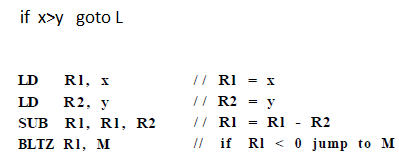 if x>y goto L
LD R1, x // R1 = x
LD R2, y // R2 = y
SUB R1, R1, R2 // R1 = R1 - R2
BLTZ R1, M // if R1 < 0 jump to M